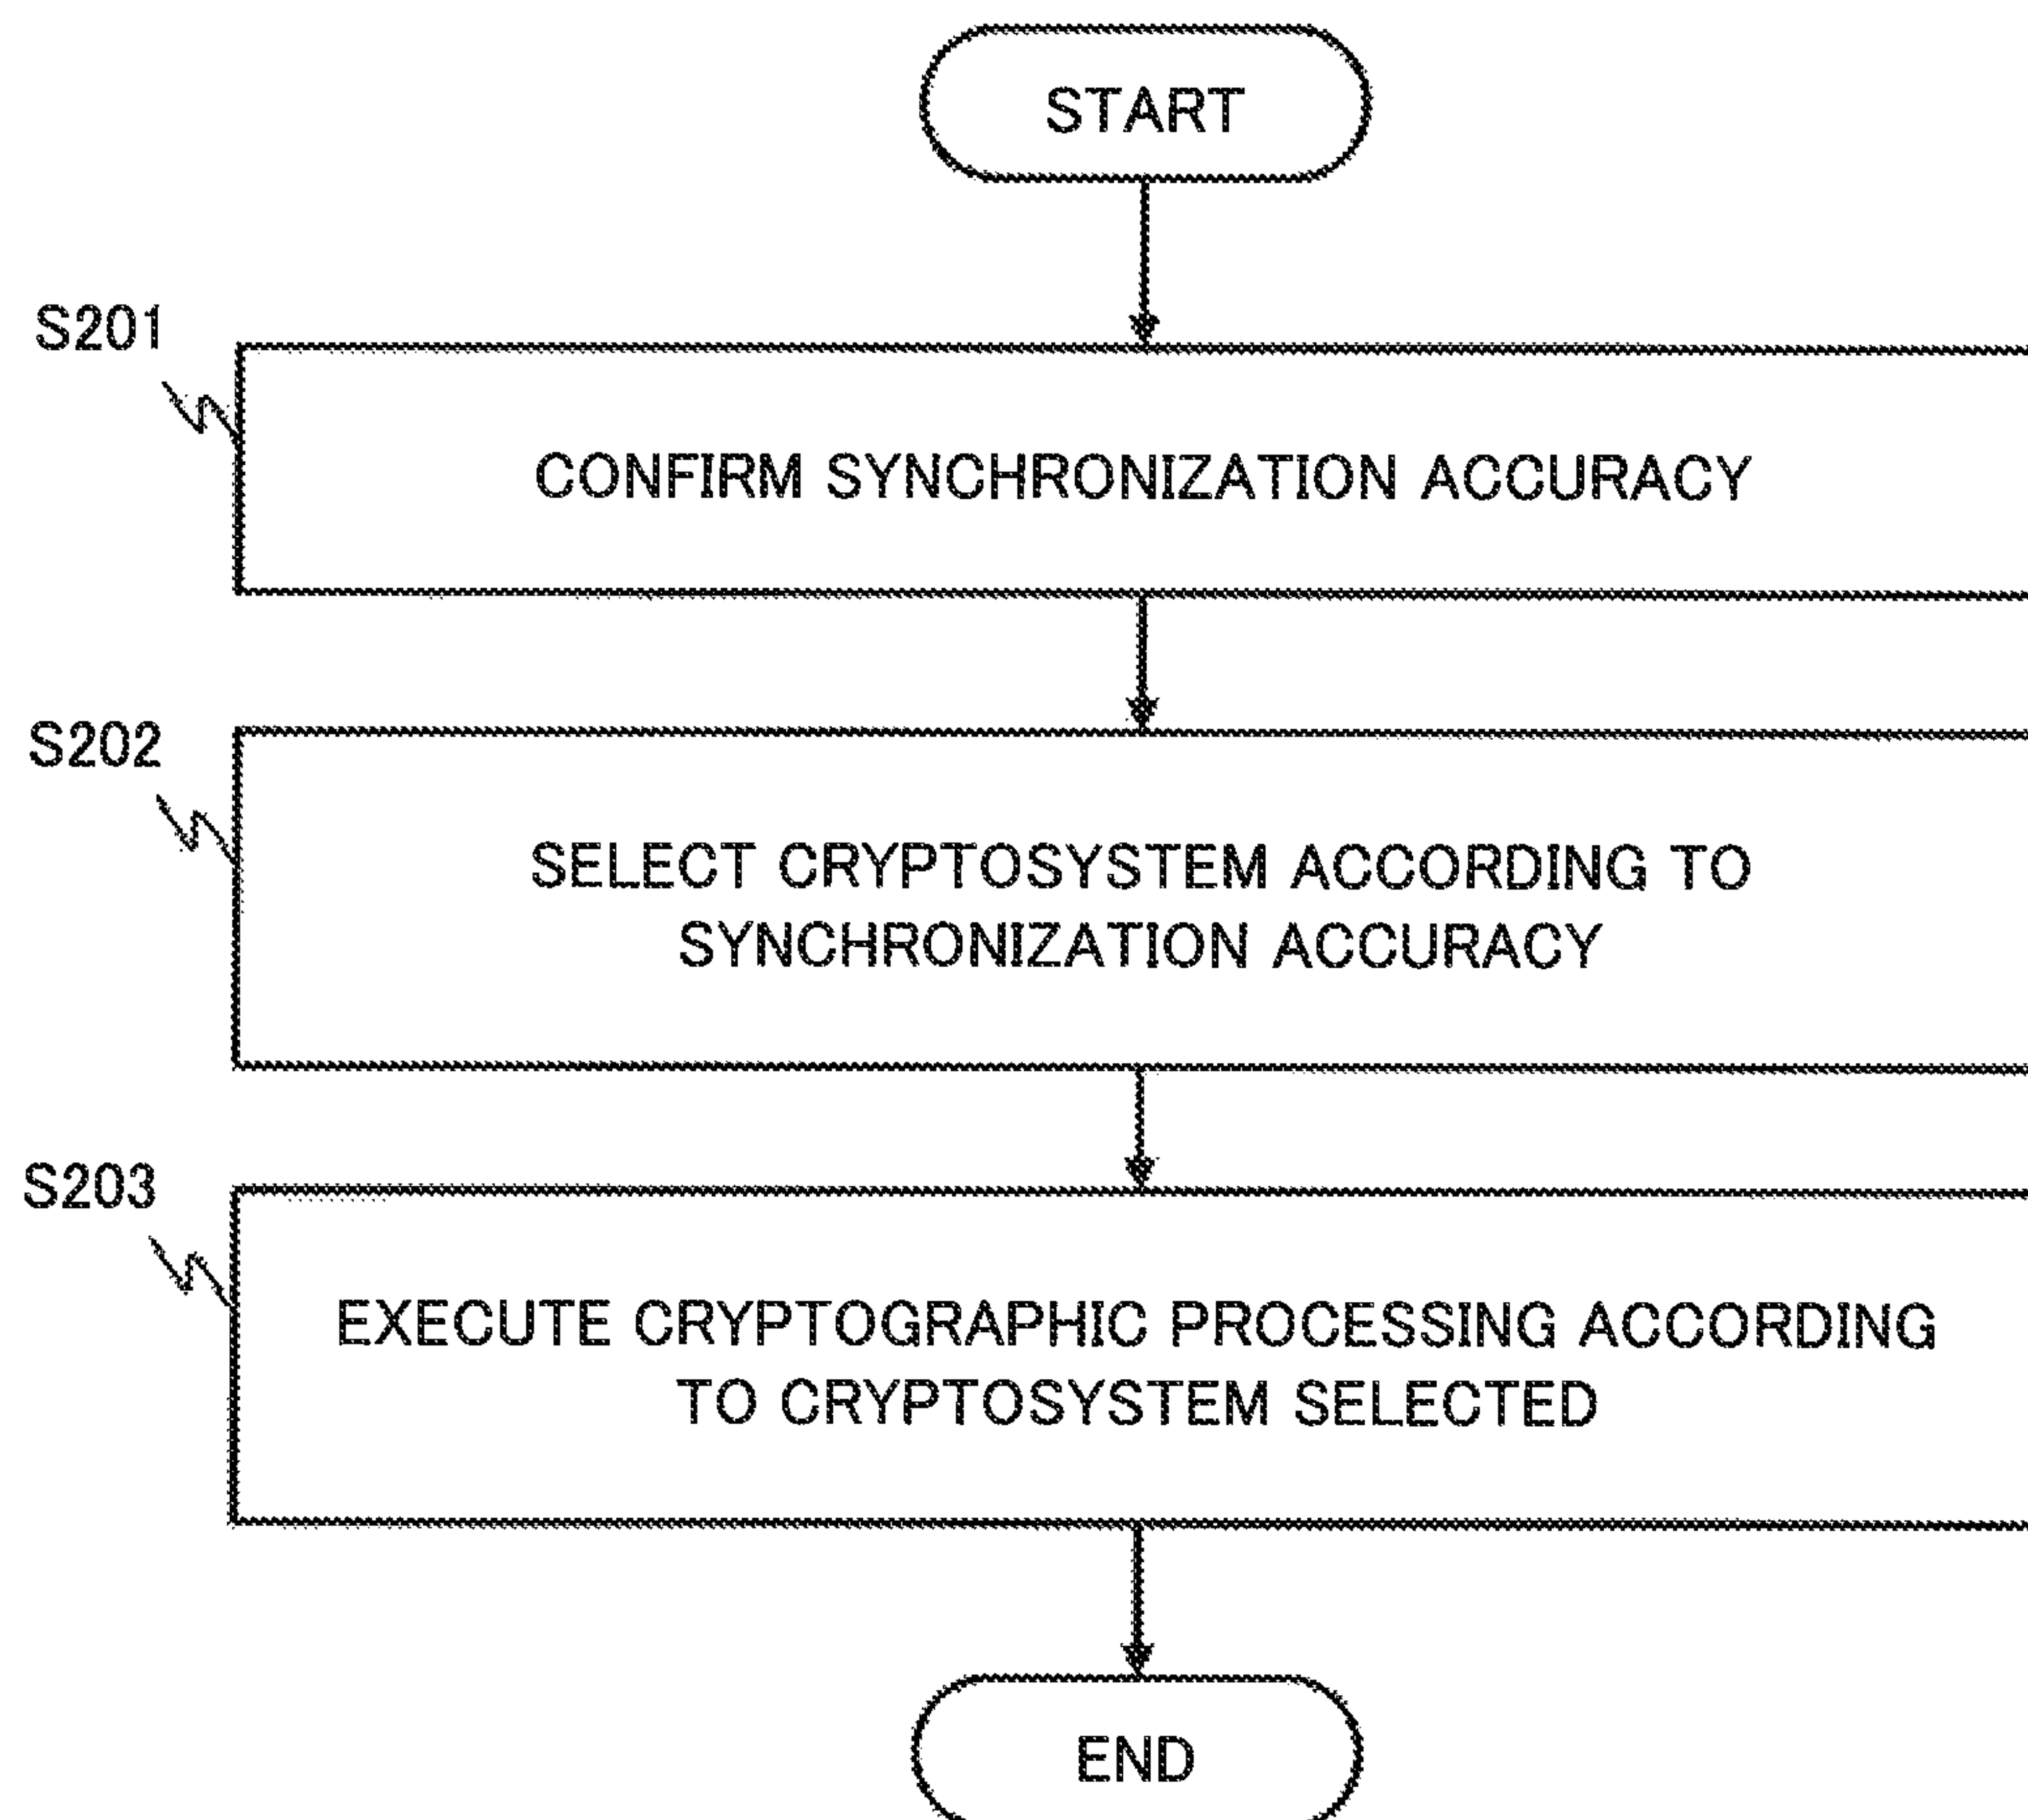 START
S201
CONFIRM SYNCHRONIZATION ACCURACY
S202
SELECT CRYPTOSYSTEM ACCORDING TO
SYNCHRONIZATION ACCURACY
S203
EXECUTE CRYPTOGRAPHIC PROCESSING ACCORDING
TO CRYPTOSYSTEM SELECTED
END